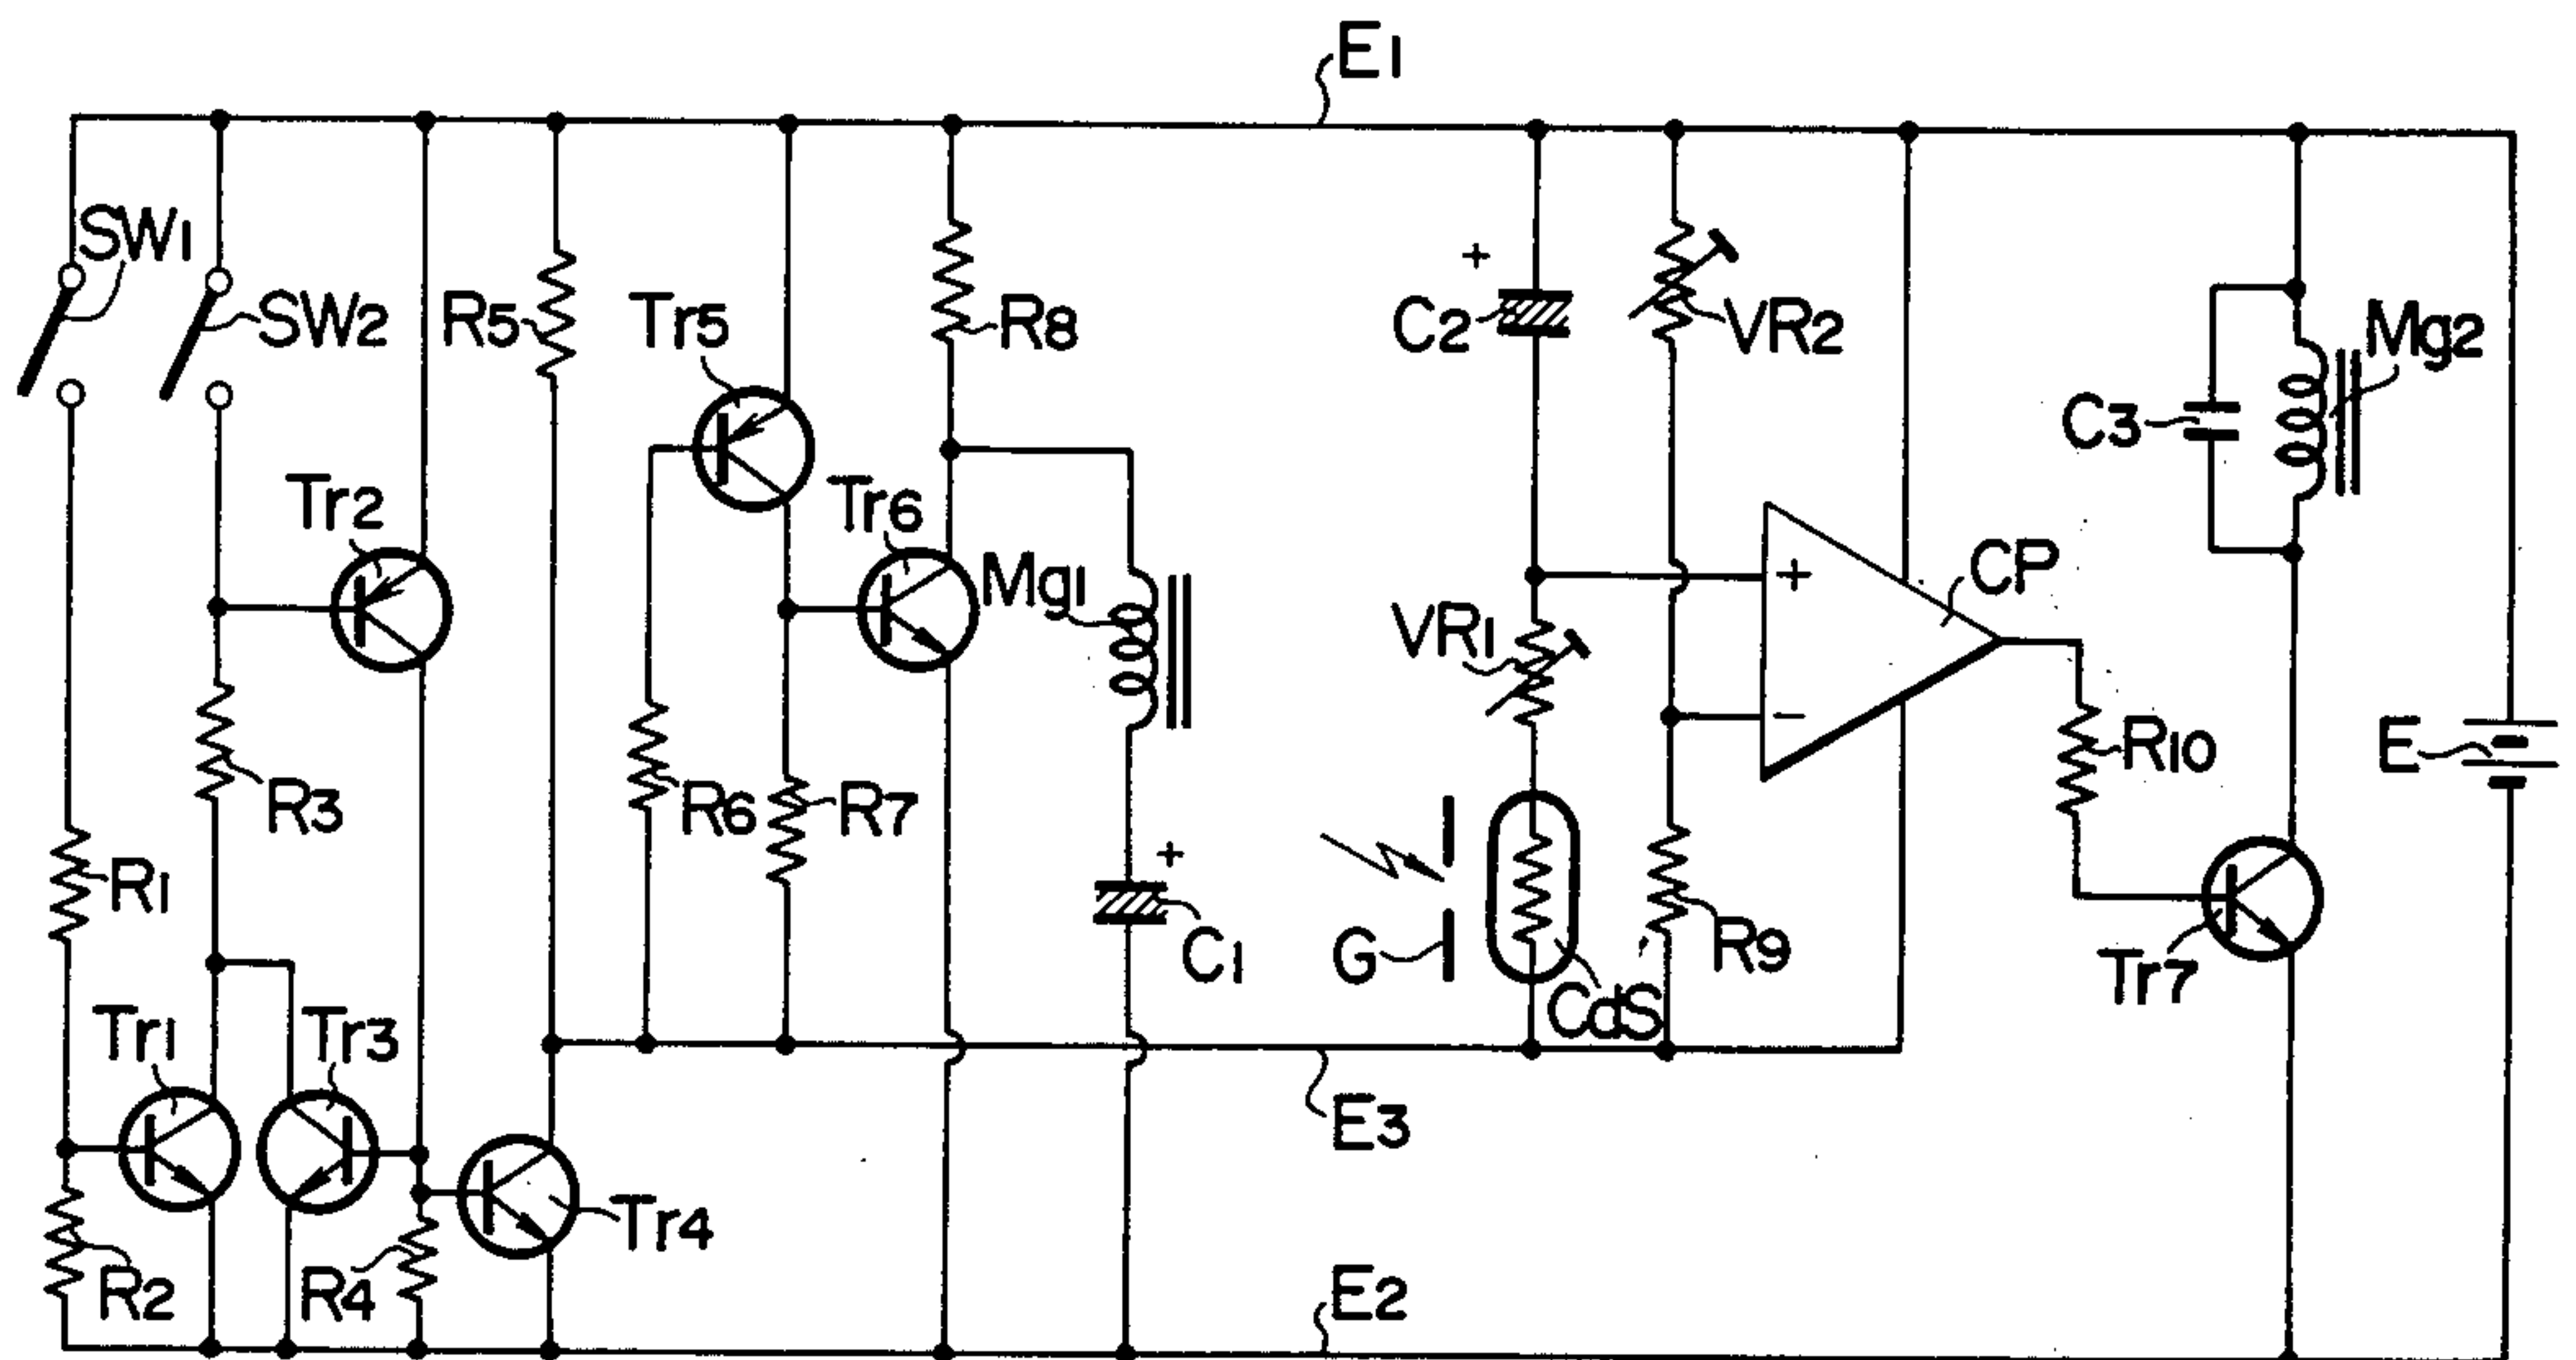 E1
SW1
SW2
R5
Tr5
R8
C2
+
VR2
Mg2
C3
Tr2
Tr6
Mg1
+
CP
VR1
−
R3
R6
R7
R10
E
R1
+
C1
G
CdS
R9
Tr7
Tr1
Tr3
E3
Tr4
R2
R4
E2